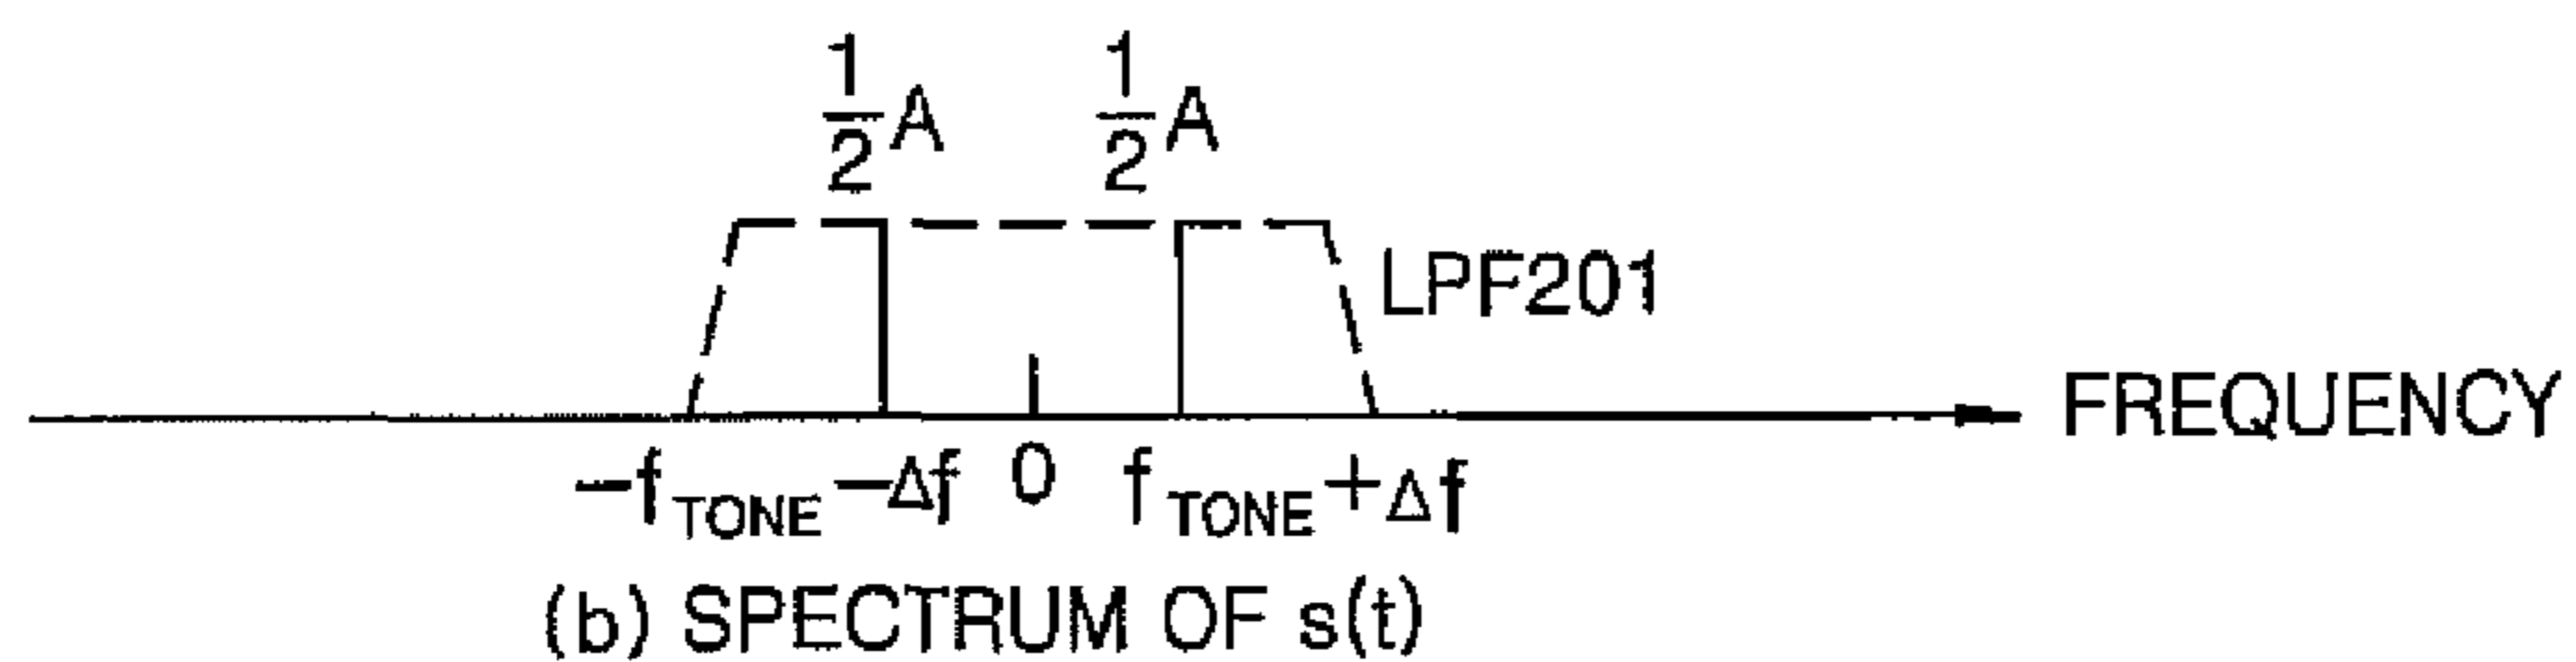 ½A ½A
LPF201
FREQUENCY
−fTONE−Δf 0 fTONE+Δf
(b) SPECTRUM OF s(t)